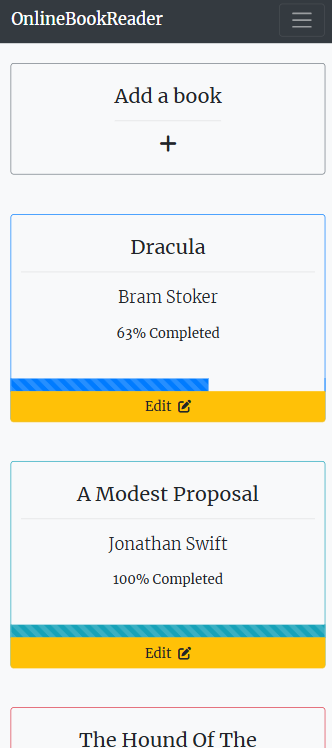 OnlineBookReader
Add a book
Dracula
Bram Stoker
63% Completed
Edit
A Modest Proposal
Jonathan Swift
100% Completed
Edit
The Hound Of The